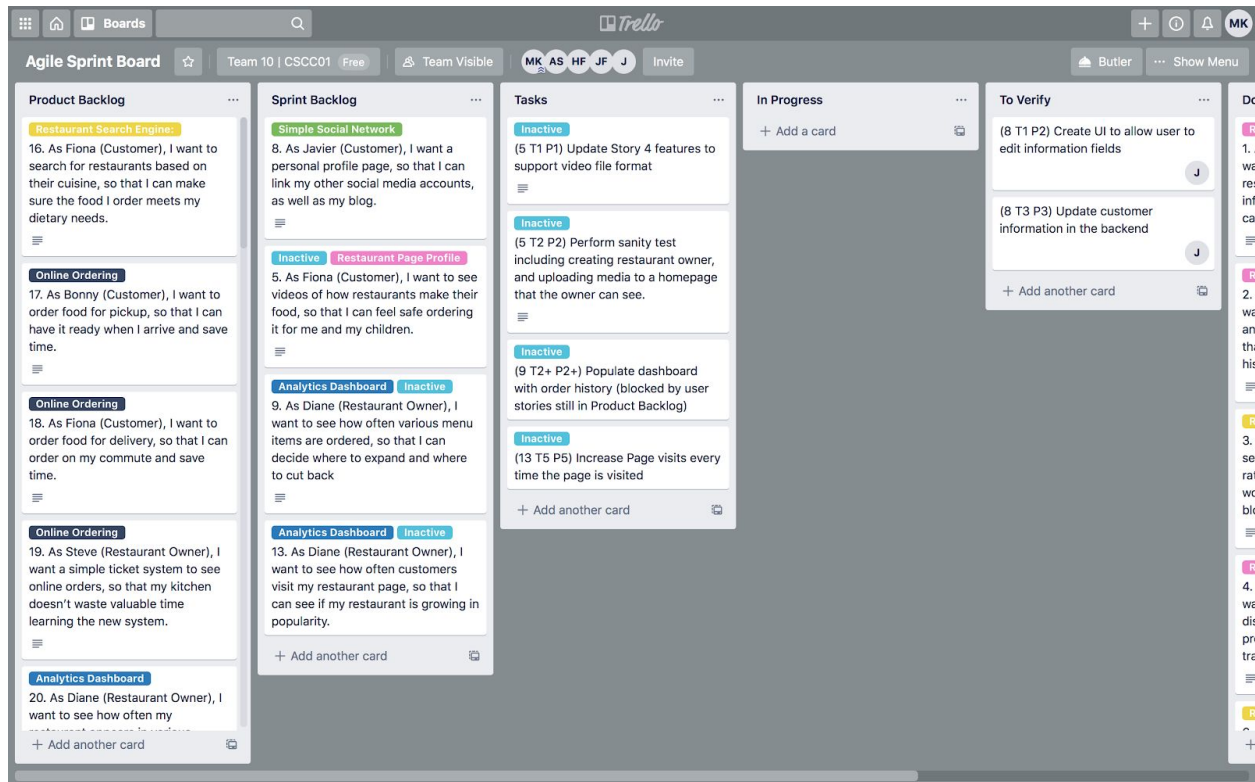 Boards
Trello
MK
Agile Sprint Board
Team 10 | CSCC01 Free
Team Visible
MK AS HF JF J
Invite
Butler
... Show Menu
Product Backlog
...
Restaurant Search Engine:
16. As Fiona (Customer), I want to
search for restaurants based on
their cuisine, so that I can make
sure the food I order meets my
dietary needs.
Online Ordering
17. As Bonny (Customer), I want to
order food for pickup, so that I can
have it ready when I arrive and save
time.
Online Ordering
18. As Fiona (Customer), I want to
order food for delivery, so that I can
order on my commute and save
time.
Online Ordering
19. As Steve (Restaurant Owner), I
want a simple ticket system to see
online orders, so that my kitchen
doesn't waste valuable time
learning the new system.
Analytics Dashboard
20. As Diane (Restaurant Owner), I
want to see how often my
+ Add another card
Sprint Backlog
...
Simple Social Network
8. As Javier (Customer), I want a
personal profile page, so that I can
link my other social media accounts,
as well as my blog.
Inactive Restaurant Page Profile
5. As Fiona (Customer), I want to see
videos of how restaurants make their
food, so that I can feel safe ordering
it for me and my children.
Analytics Dashboard Inactive
9. As Diane (Restaurant Owner), I
want to see how often various menu
items are ordered, so that I can
decide where to expand and where
to cut back
Analytics Dashboard Inactive
13. As Diane (Restaurant Owner), I
want to see how often customers
visit my restaurant page, so that I
can see if my restaurant is growing in
popularity.
+ Add another card
Tasks
...
Inactive
(5 T1 P1) Update Story 4 features to
support video file format
Inactive
(5 T2 P2) Perform sanity test
including creating restaurant owner,
and uploading media to a homepage
that the owner can see.
Inactive
(9 T2+ P2+) Populate dashboard
with order history (blocked by user
stories still in Product Backlog)
Inactive
(13 T5 P5) Increase Page visits every
time the page is visited
+ Add another card
In Progress
...
+ Add a card
To Verify
...
(8 T1 P2) Create UI to allow user to
edit information fields
J
(8 T3 P3) Update customer
information in the backend
J
+ Add another card
1.
2.
3.
4.